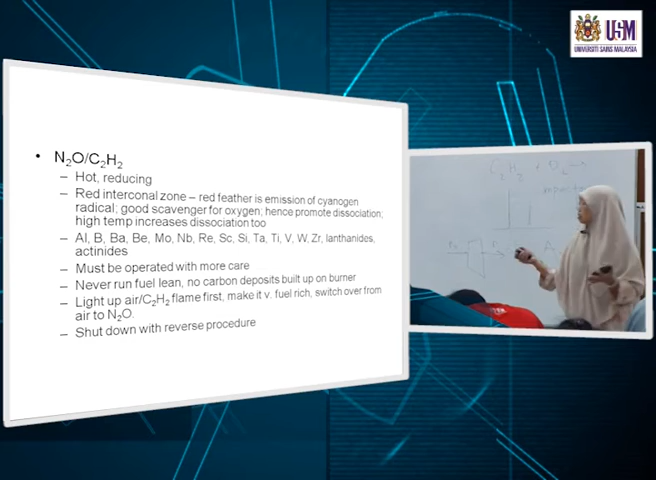 USM
UNIVERSITI SAINS MALAYSIA
• N₂O/C₂H₂
– Hot, reducing
– Red interconal zone – red feather is emission of cyanogen
radical; good scavenger for oxygen; hence promote dissociation;
high temp increases dissociation too
– Al, B, Ba, Be, Mo, Nb, Re, Sc, Si, Ta, Ti, V, W, Zr, lanthanides,
actinides
– Must be operated with more care
– Never run fuel lean, no carbon deposits built up on burner
– Light up air/C₂H₂ flame first, make it v. fuel rich, switch over from
air to N₂O.
– Shut down with reverse procedure
C₂H₂ + O₂